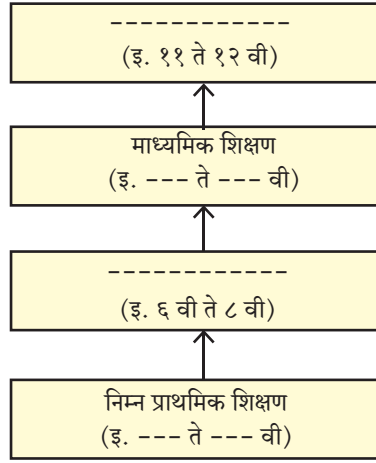 ------------
(इ. ११ ते १२ वी)
माध्यमिक शिक्षण
(इ. --- ते --- वी)
------------
(इ. ६ वी ते ८ वी)
निम्न प्राथमिक शिक्षण
(इ. --- ते --- वी)